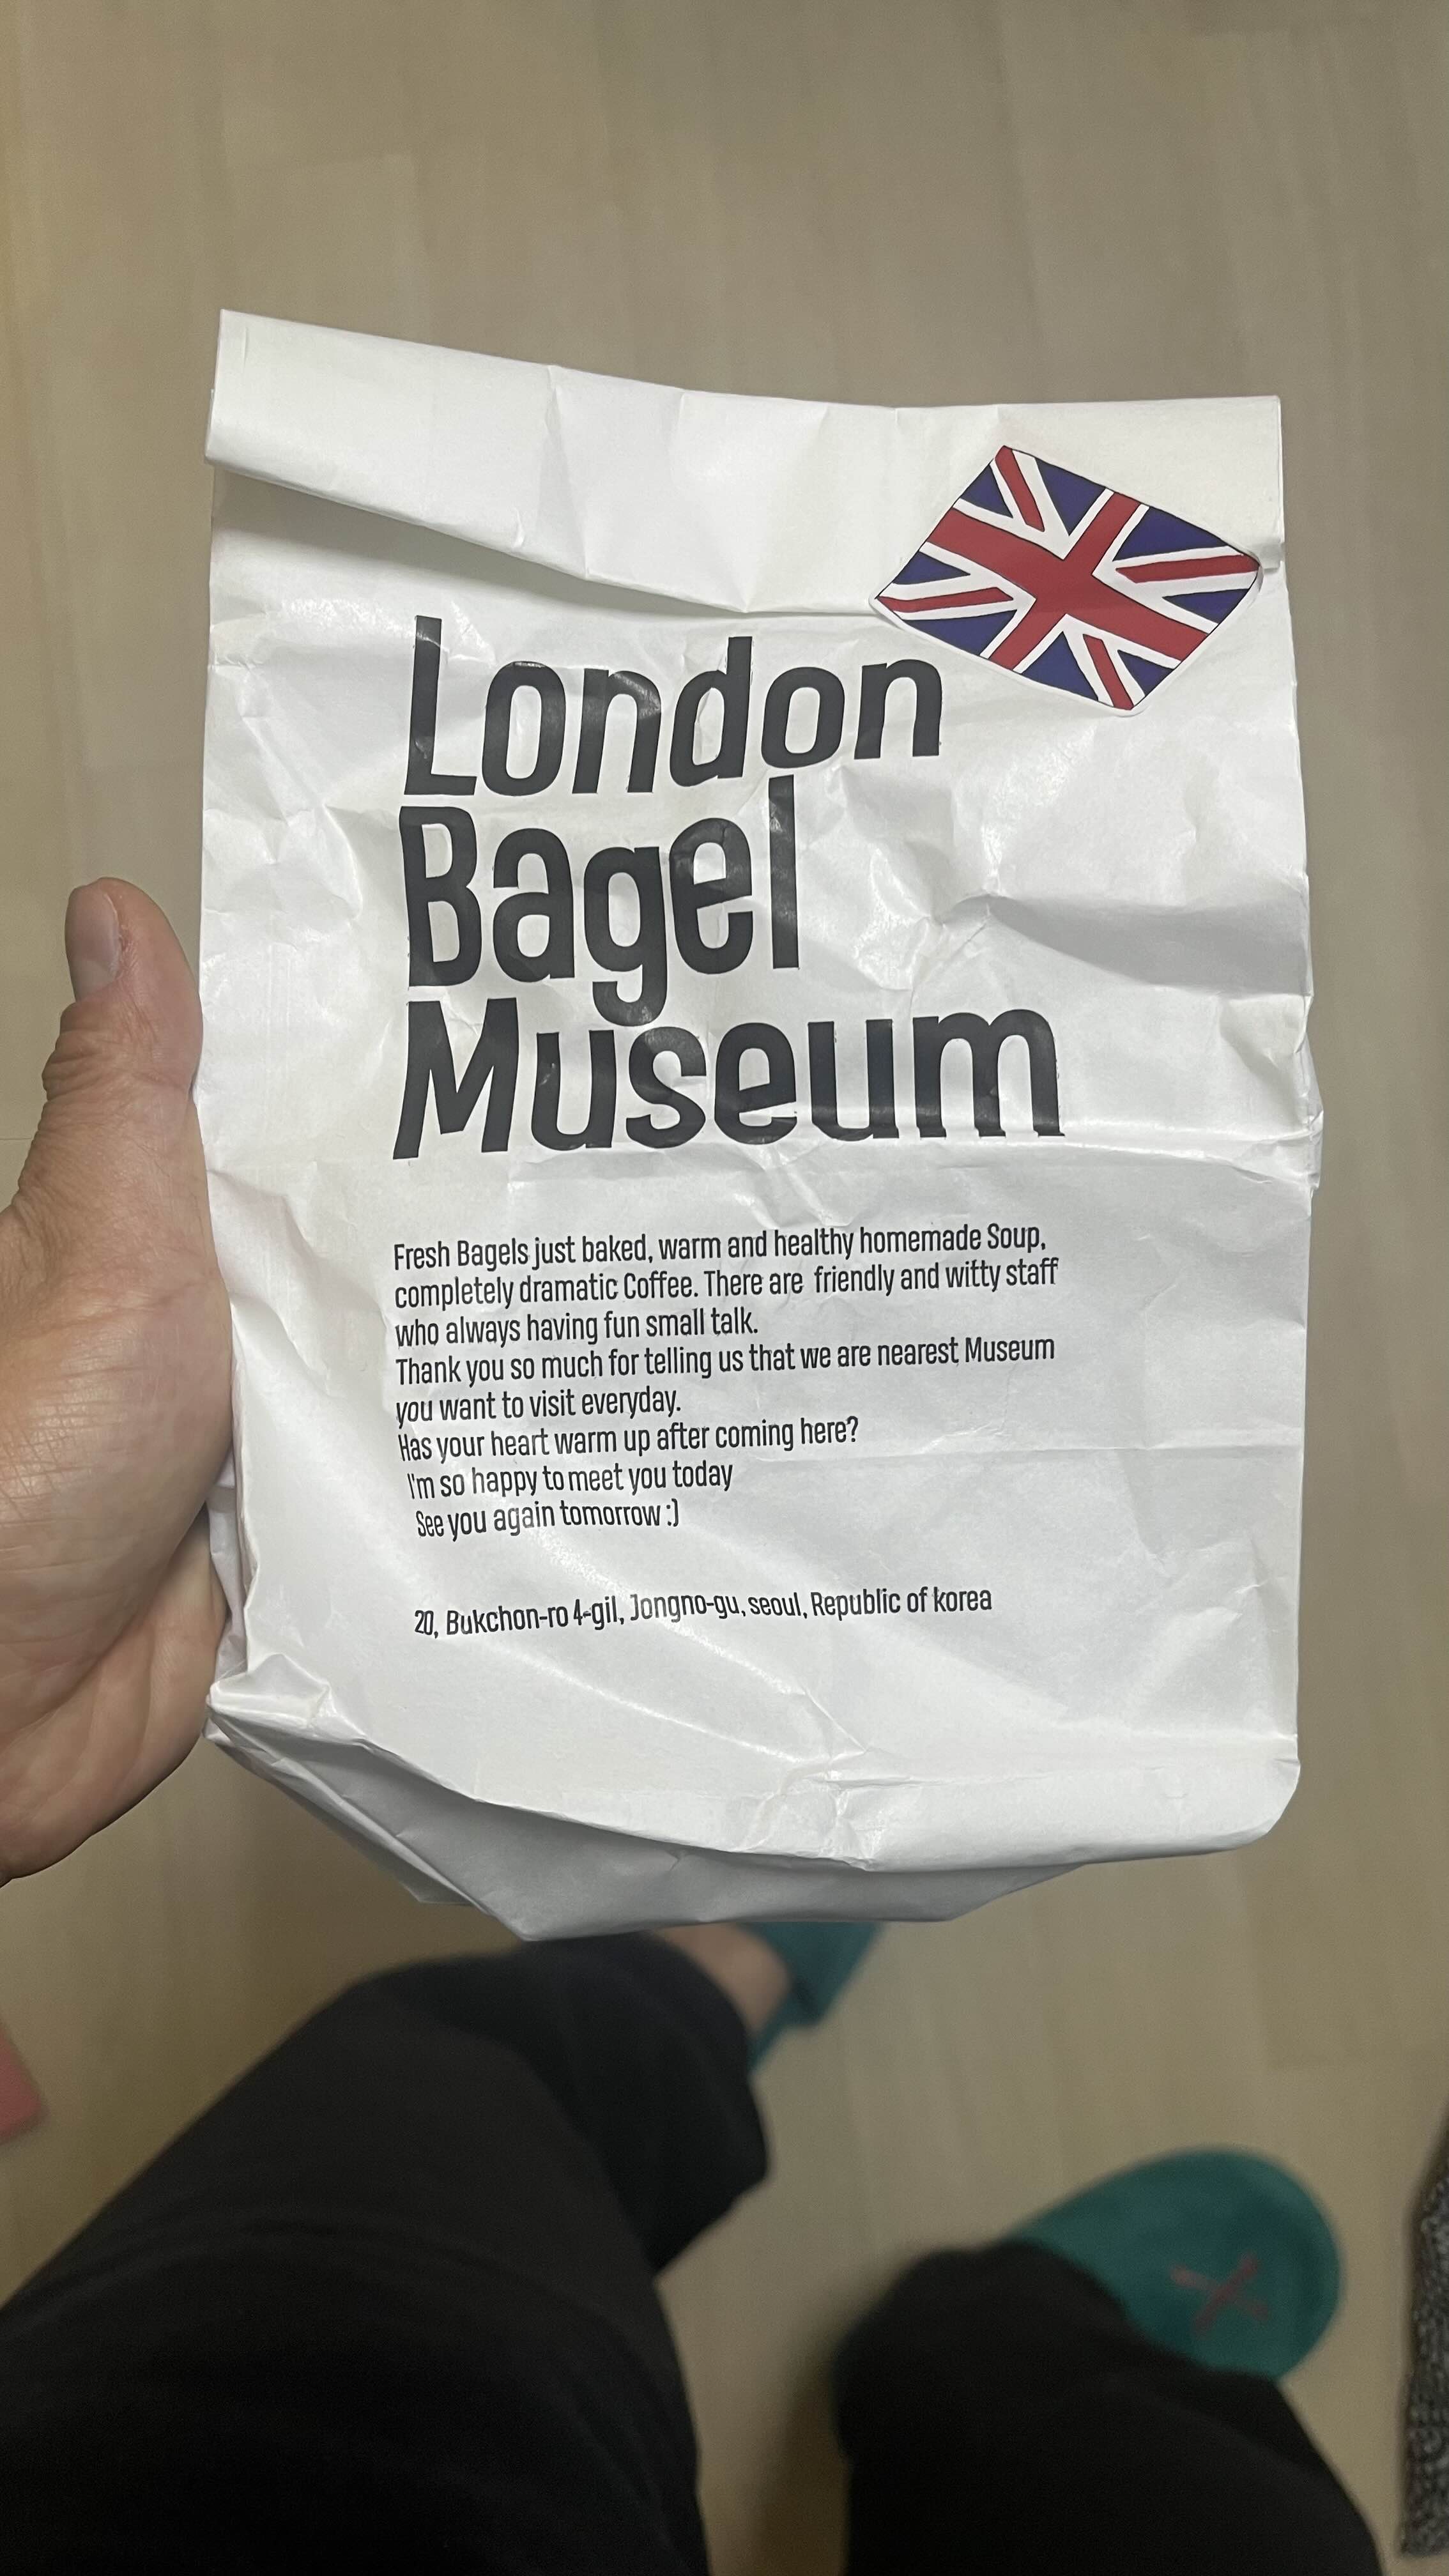 London
Bagel
Museum
Fresh Bagels just baked, warm and healthy homemade Soup,
completely dramatic Coffee. There are friendly and witty staff
who always having fun small talk.
Thank you so much for telling us that we are nearest Museum
you want to visit everyday.
Has your heart warm up after coming here?
I'm so happy to meet you today
See you again tomorrow :)
20, Bukchon-ro 4-gil, Jongno-gu, seoul, Republic of korea